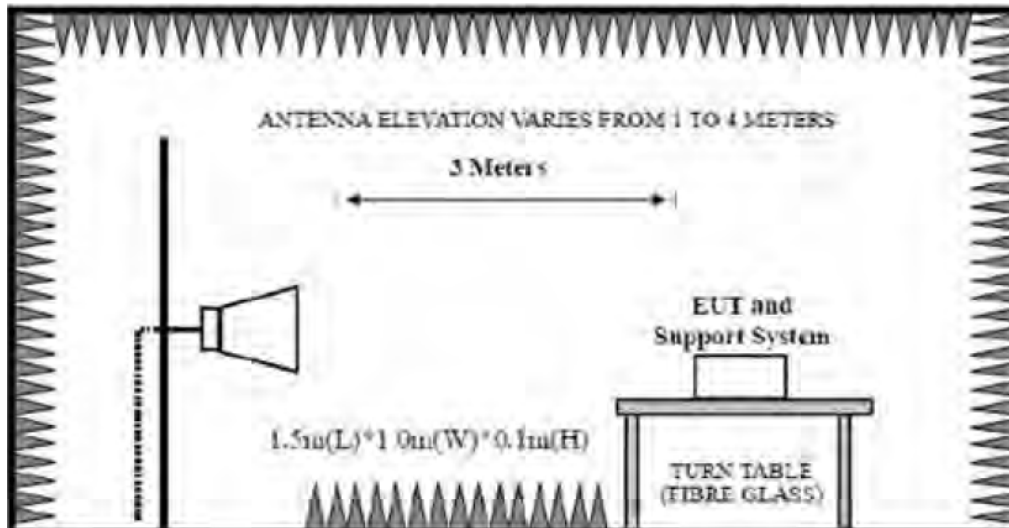 ANTENNA ELEVATION VARIES FROM 1 TO 4 METERS
3 Meters
EUT and
Support System
1.5m(L)*1.0m(W)*0.1m(H)
TURN TABLE
(FIBRE GLASS)